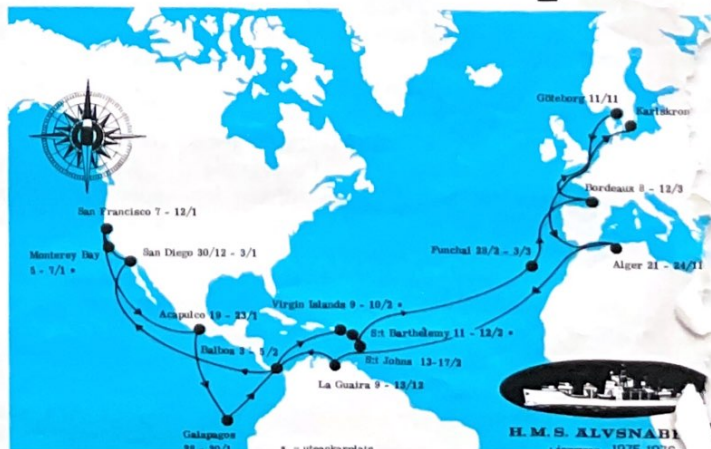 Göteborg 11/11
Karlskron
Bordeaux 8 - 12/3
San Francisco 7 - 12/1
Monterey Bay
5 - 7/1 •
San Diego 30/12 - 3/1
Funchal 28/2 - 3/3
Alger 21 - 24/11
Acapulco 19 - 23/1
Virgin Islands 9 - 10/2 •
S:t Barthelemy 11 - 12/2 •
Balboa 3 - 5/2
S:t Johns 13-17/2
La Guaira 9 - 13/12
Galapagos
H.M.S. ÄLVSNABB